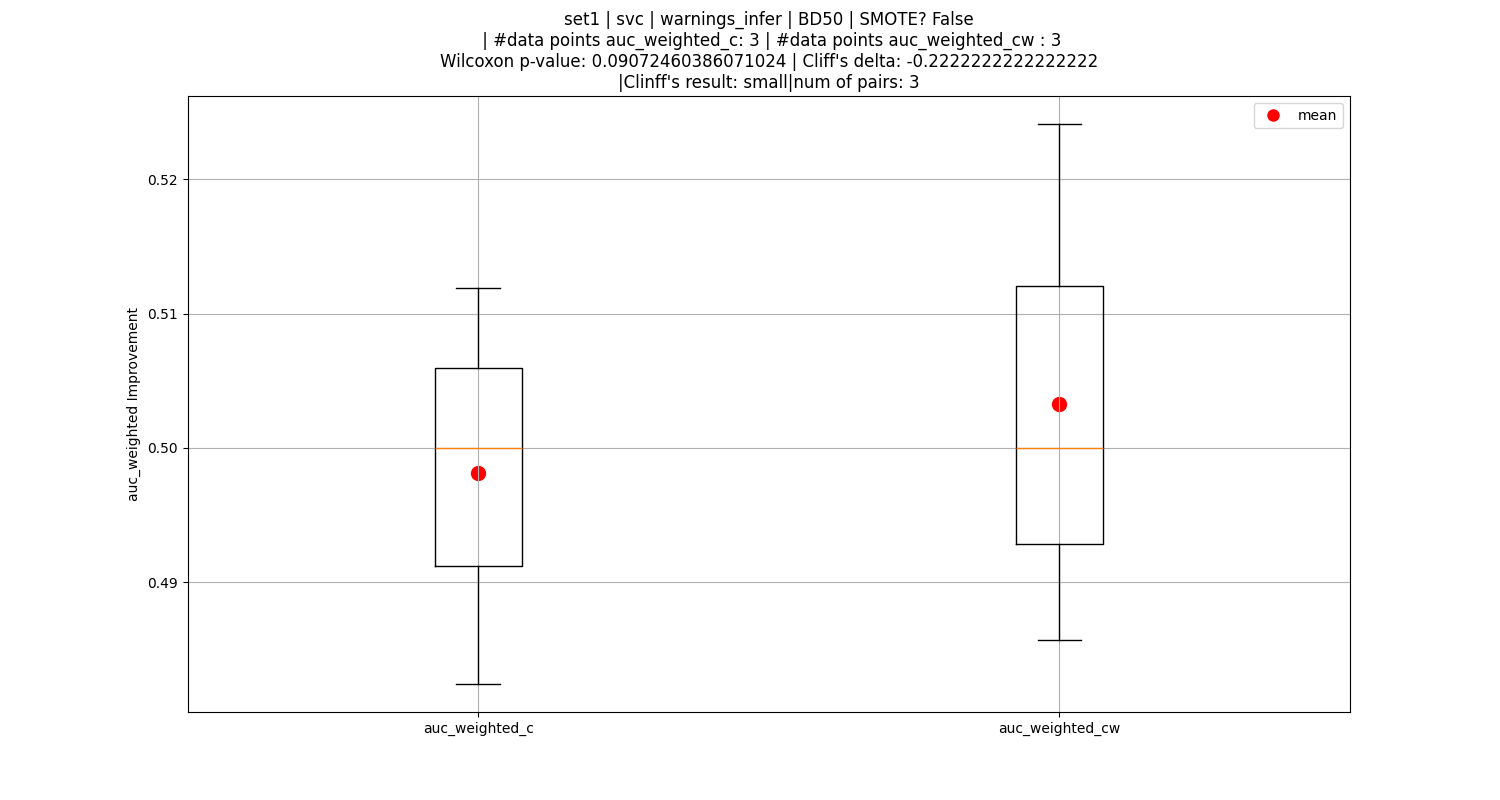 set1 | svc | warnings_infer | BD50 | SMOTE? False
| #data points auc_weighted_c: 3 | #data points auc_weighted_cw : 3
Wilcoxon p-value: 0.09072460386071024 | Cliff's delta: -0.2222222222222222
|Clinff's result: small|num of pairs: 3
mean
0.52
0.51
0.50
0.49
auc_weighted Improvement
auc_weighted_c
auc_weighted_cw